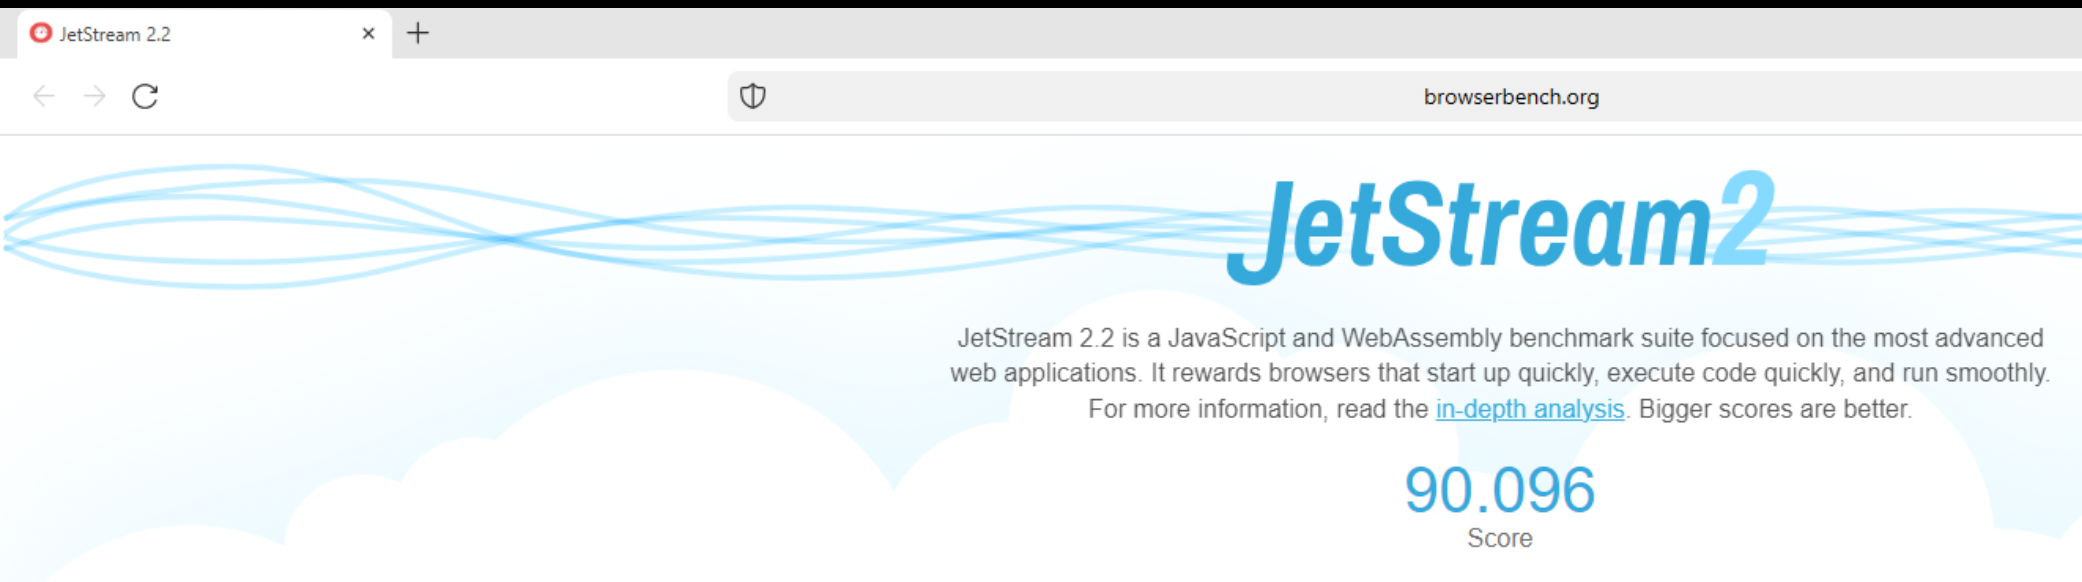 JetStream 2.2
browserbench.org
JetStream2
JetStream 2.2 is a JavaScript and WebAssembly benchmark suite focused on the most advanced
web applications. It rewards browsers that start up quickly, execute code quickly, and run smoothly.
For more information, read the in-depth analysis. Bigger scores are better.
90.096
Score